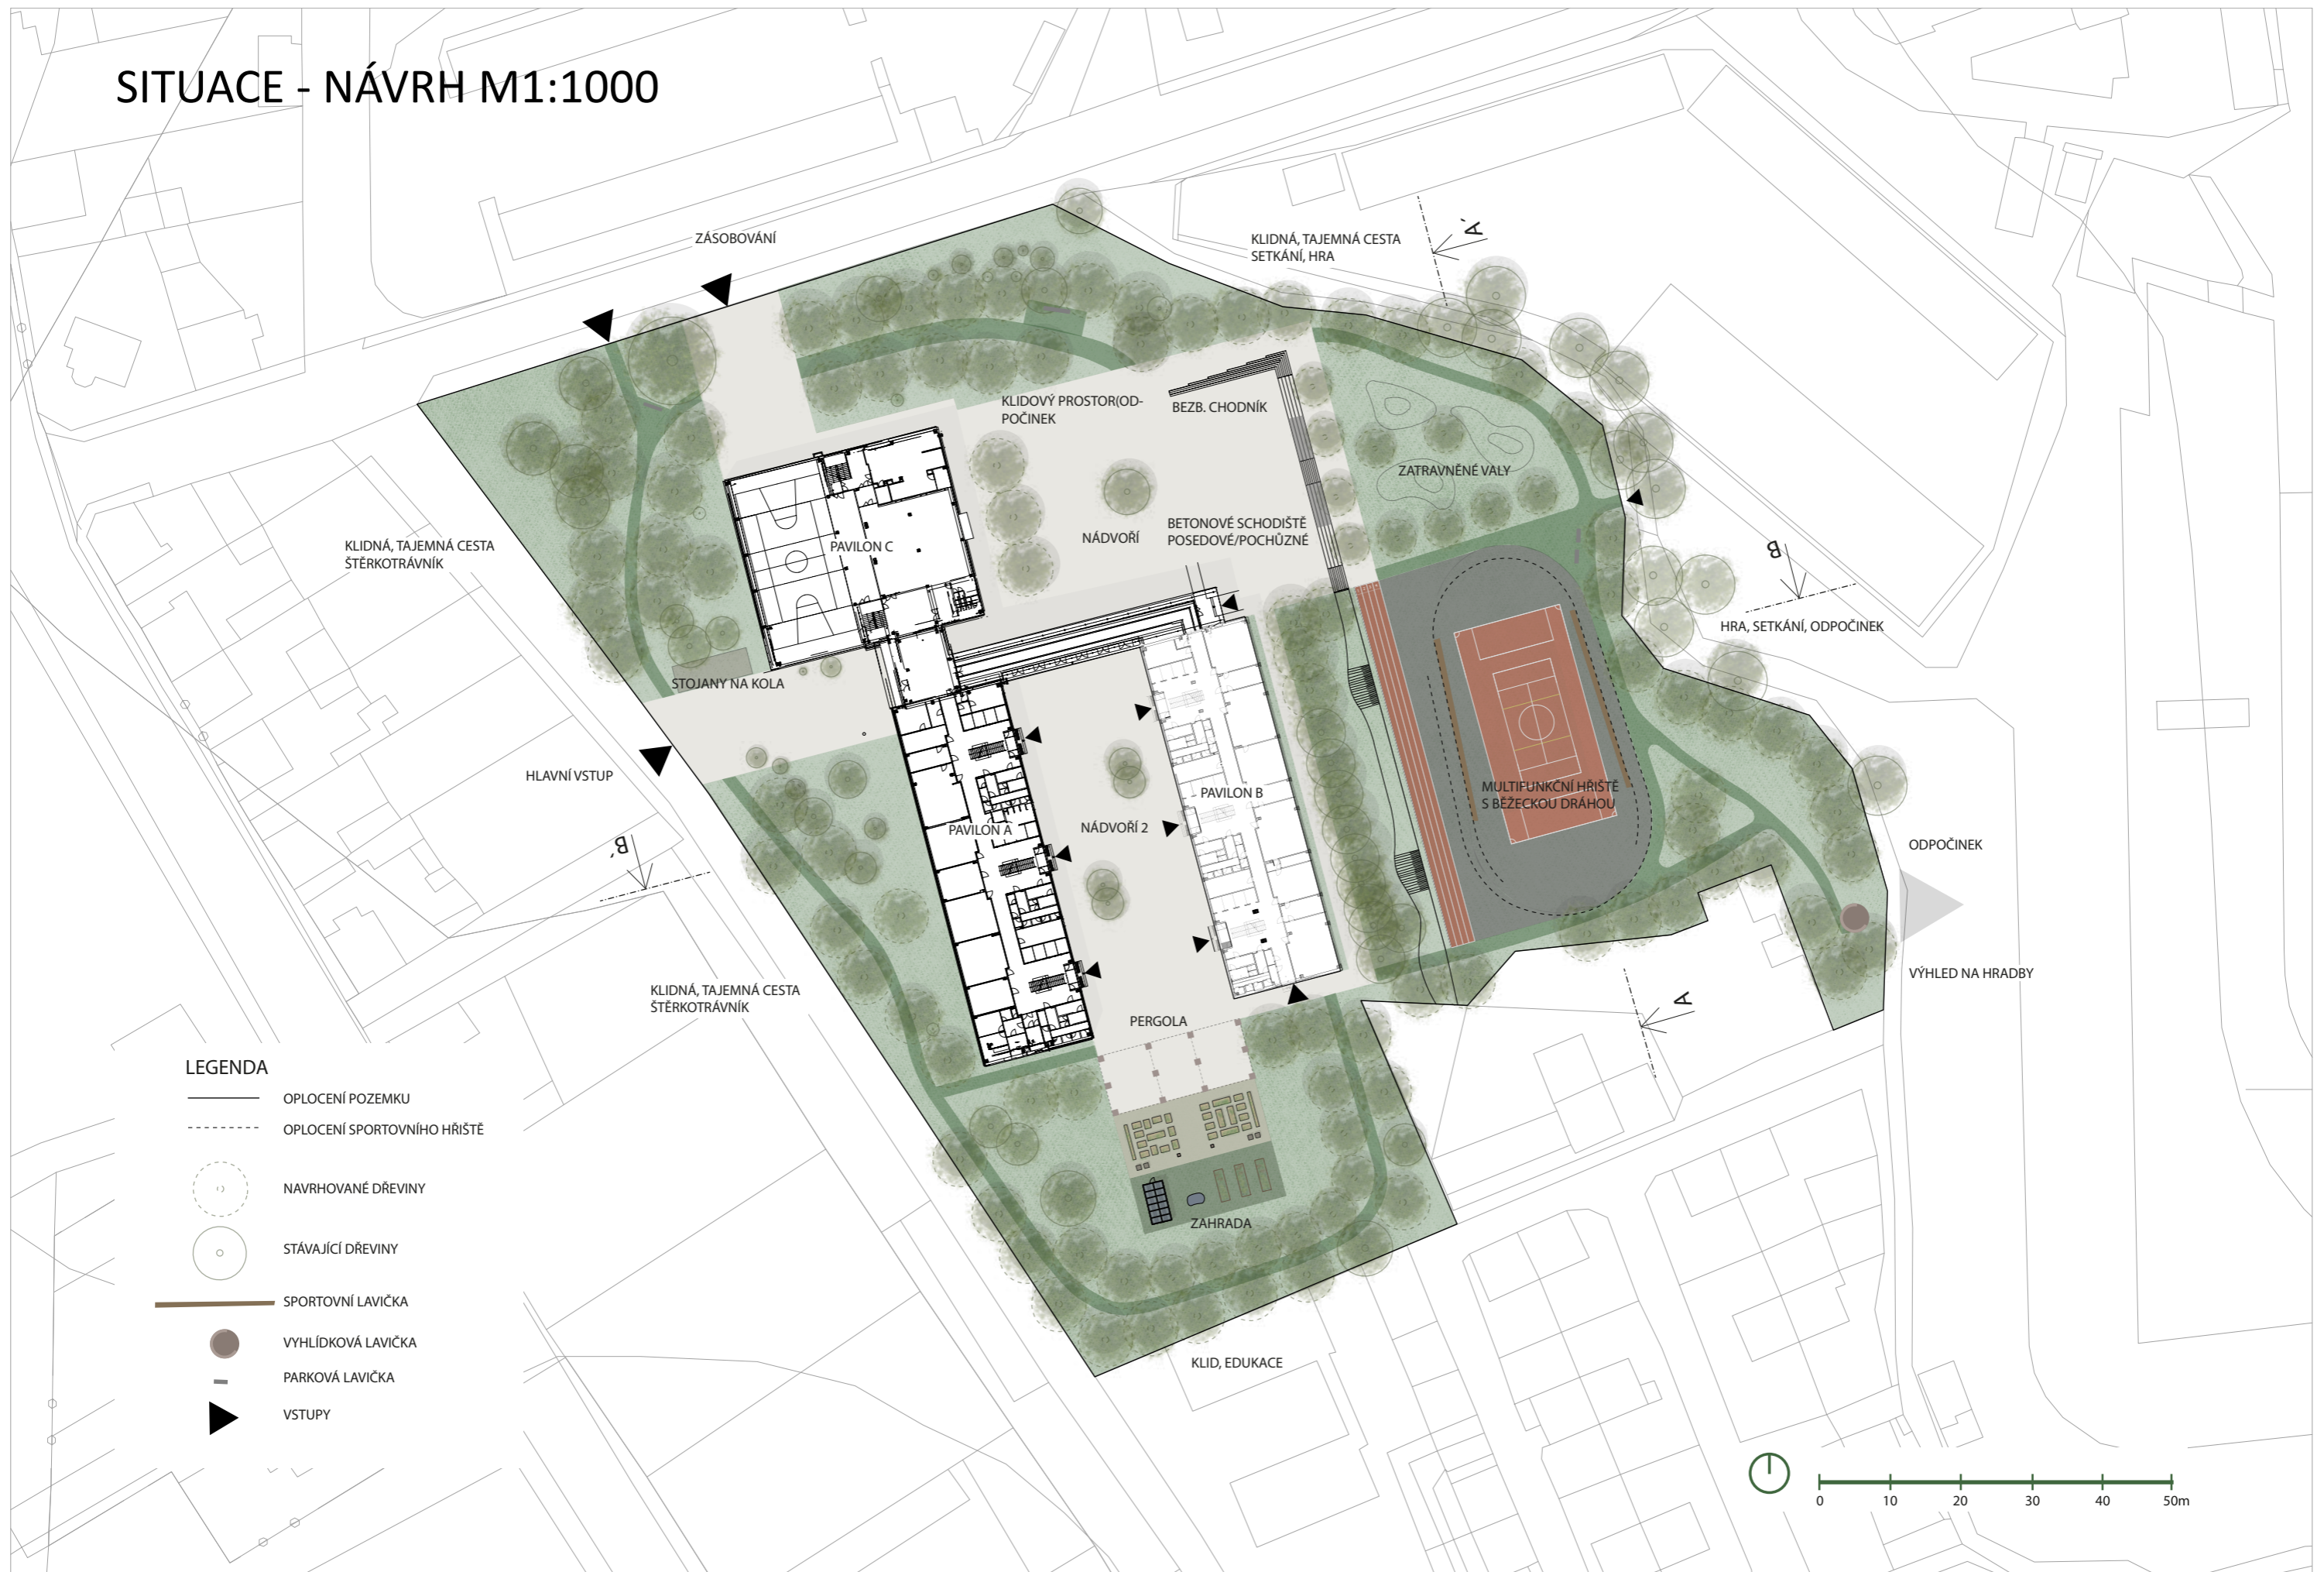 SITUACE - NÁVRH M1:1000
ZÁSOBOVÁNÍ
KLIDNÁ, TAJEMNÁ CESTA
SETKÁNÍ, HRA
A´
KLIDOVÝ PROSTOR(OD-
POČINEK
BEZB. CHODNÍK
ZATRAVNĚNÉ VALY
KLIDNÁ, TAJEMNÁ CESTA
ŠTĚRKOTRÁVNÍK
PAVILON C
NÁDVOŘÍ
BETONOVÉ SCHODIŠTĚ
POSEDOVÉ/POCHŮZNÉ
B
HRA, SETKÁNÍ, ODPOČINEK
STOJANY NA KOLA
HLAVNÍ VSTUP
MULTIFUNKČNÍ HŘIŠTĚ
S BĚŽECKOU DRÁHOU
PAVILON B
PAVILON A
NÁDVOŘÍ 2
B´
ODPOČINEK
VÝHLED NA HRADBY
KLIDNÁ, TAJEMNÁ CESTA
ŠTĚRKOTRÁVNÍK
A
PERGOLA
ZAHRADA
KLID, EDUKACE
LEGENDA
OPLOCENÍ POZEMKU
OPLOCENÍ SPORTOVNÍHO HŘIŠTĚ
NAVRHOVANÉ DŘEVINY
STÁVAJÍCÍ DŘEVINY
SPORTOVNÍ LAVIČKA
VYHLÍDKOVÁ LAVIČKA
PARKOVÁ LAVIČKA
VSTUPY
0 10 20 30 40 50m